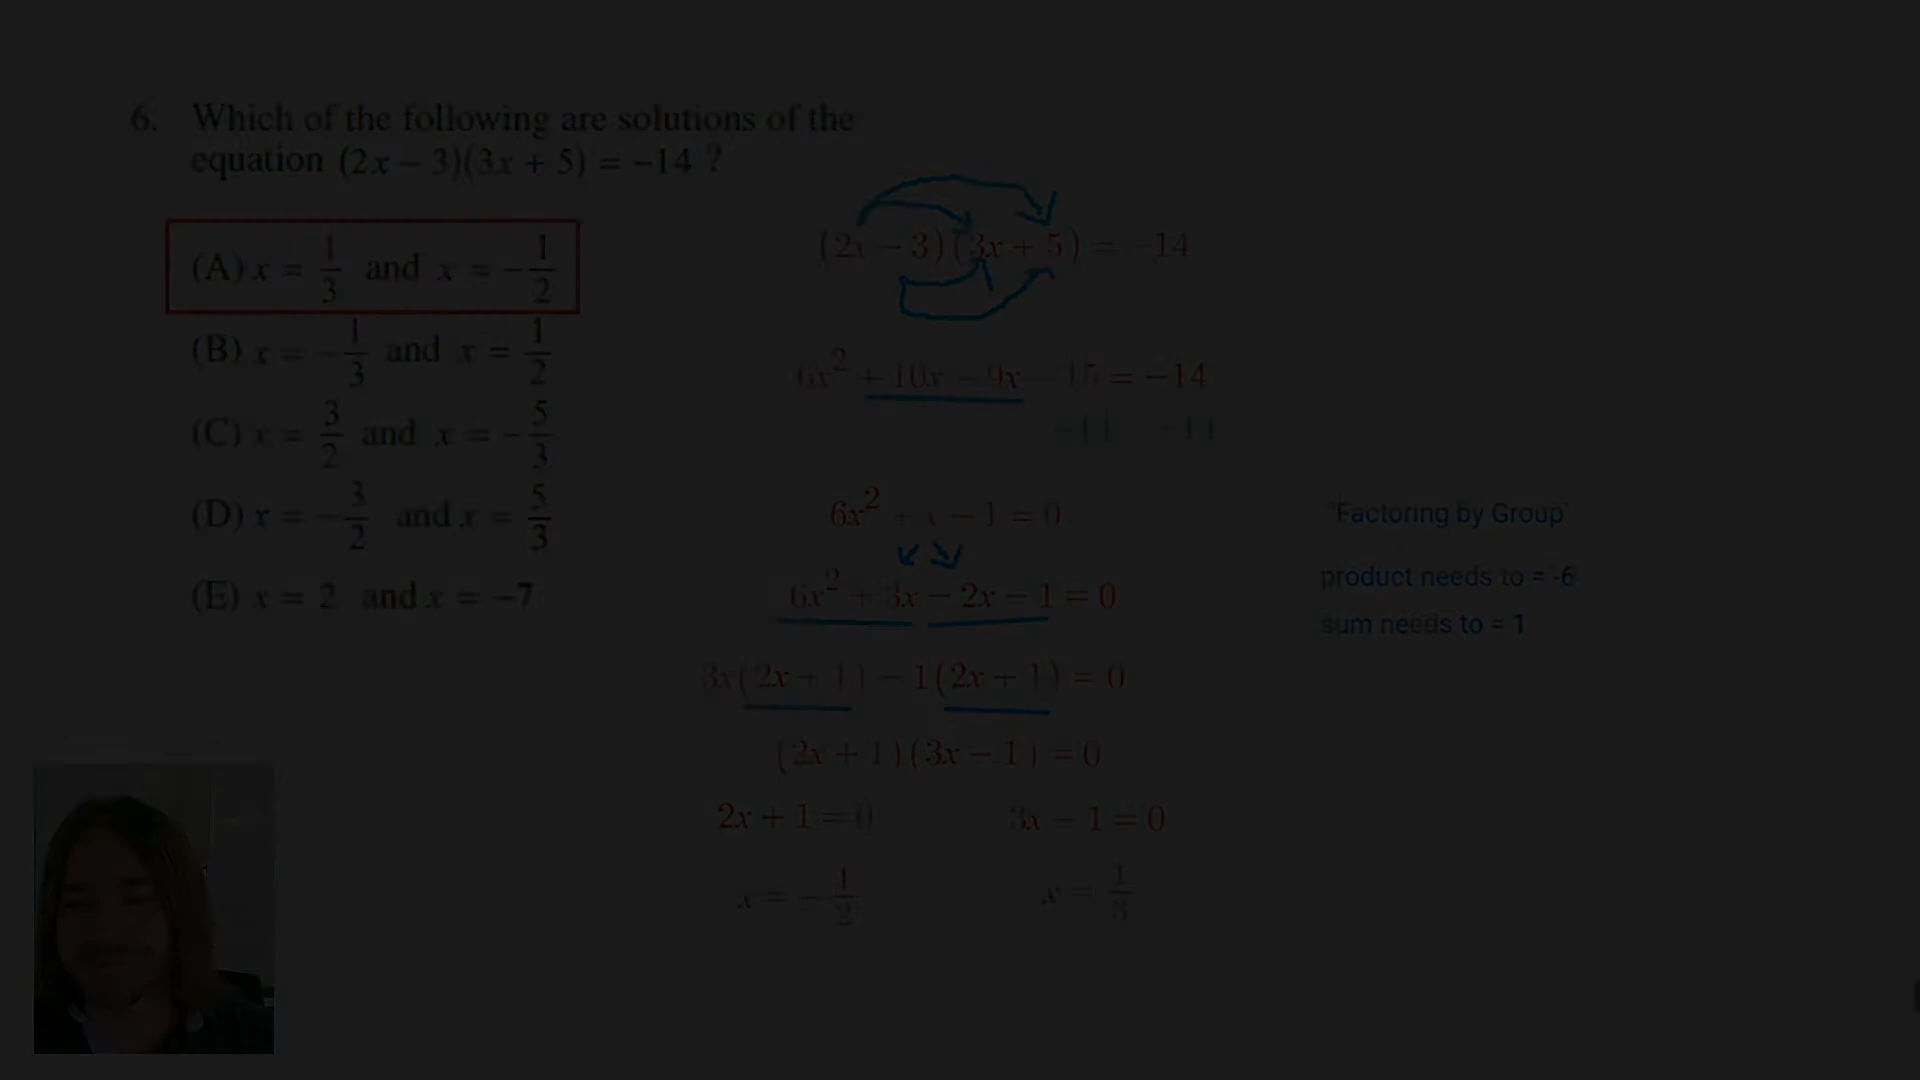 6. Which of the following are solutions of the
equation (2x − 3)(3x + 5) = −14 ?
(A) x = 1/3 and x = −1/2
(B) x = −1/3 and x = 1/2
(C) x = 3/2 and x = −5/3
(D) x = −3/2 and x = 5/3
(E) x = 2 and x = −7
(2x − 3)(3x + 5) = −14
6x² + 10x − 9x − 15 = −14
6x² + x − 1 = 0
6x² + 3x − 2x − 1 = 0
3x(2x + 1) − 1(2x + 1) = 0
(2x + 1)(3x − 1) = 0
2x + 1 = 0 3x − 1 = 0
x = −1/2 x = 1/3
'Factoring by Group'
product needs to = -6
sum needs to = 1